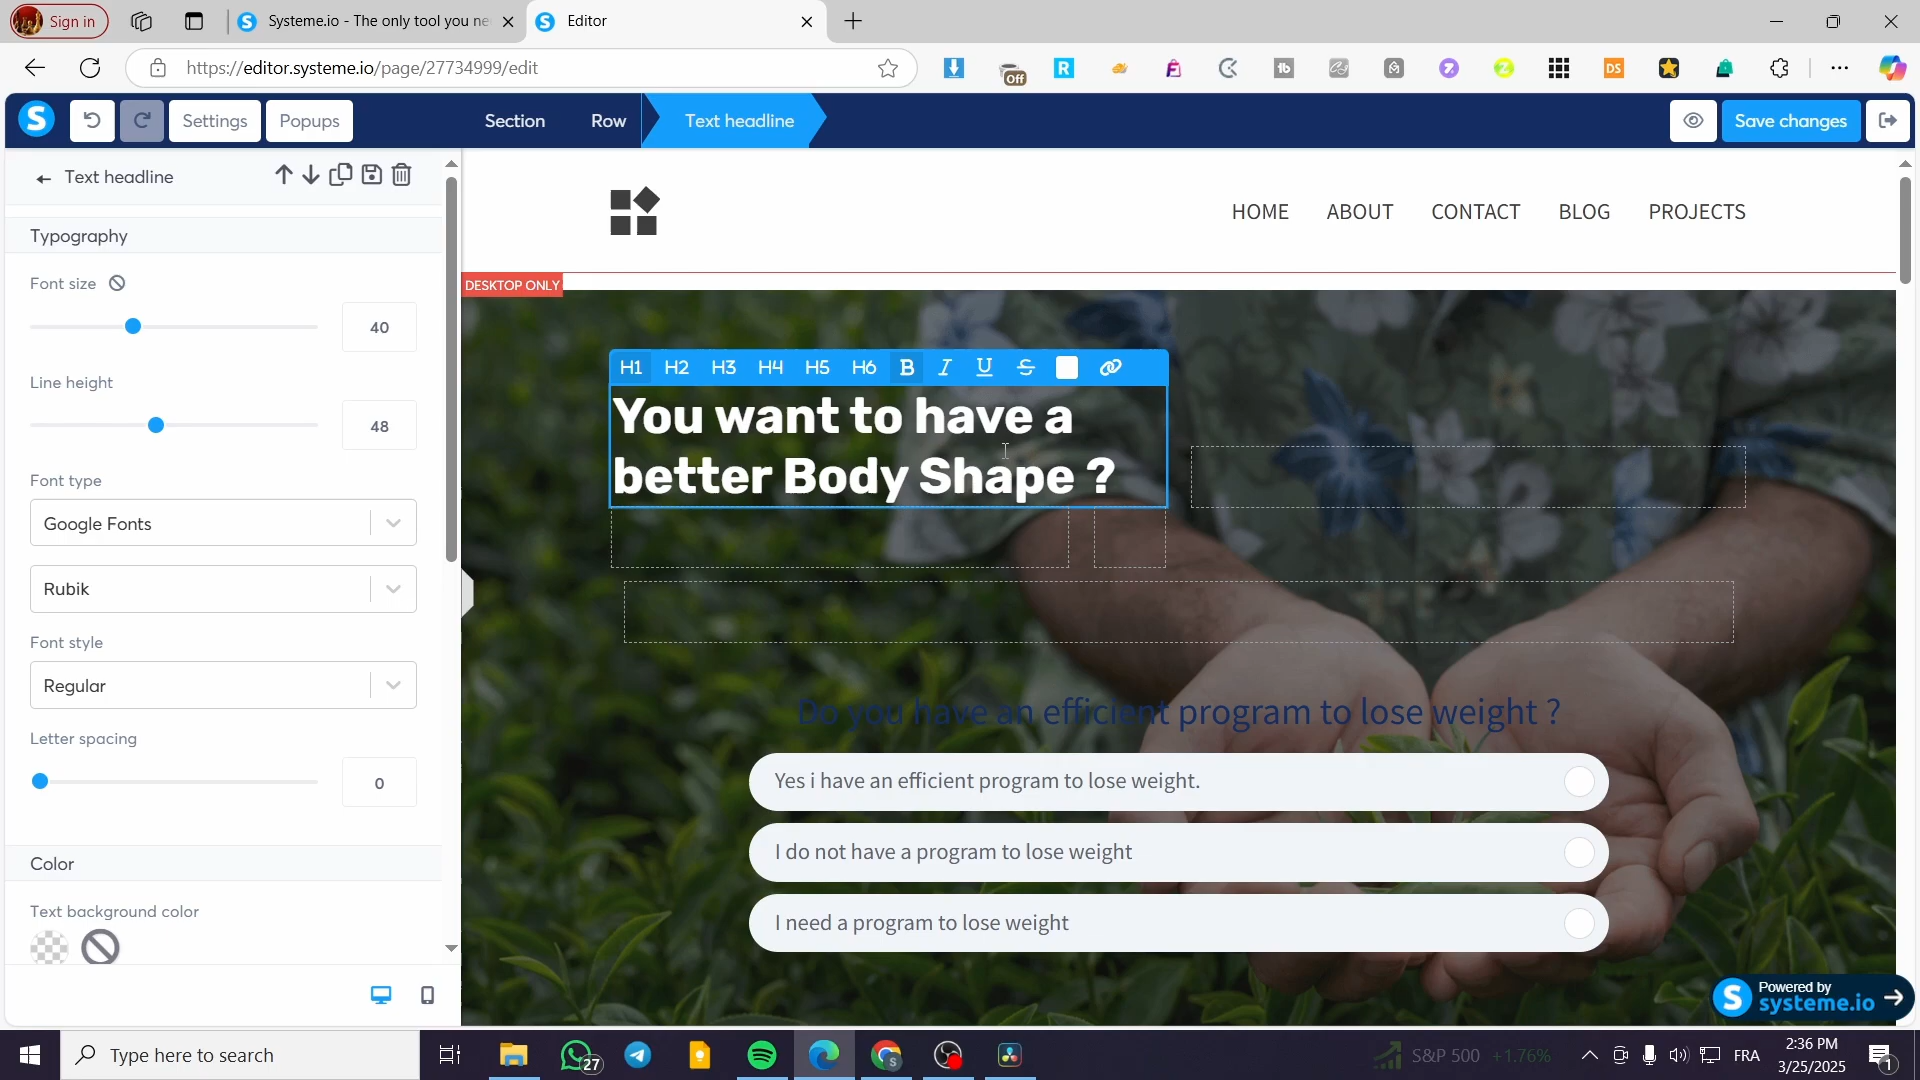 Sign in
Systeme.io - The only tool you ne
Editor
https://editor.systeme.io/page/27734999/edit
Off
DS
Settings
Popups
Section
Row
Text headline
Save changes
Text headline
Typography
Font size
40
Line height
48
Font type
Google Fonts
Rubik
Font style
Regular
Letter spacing
0
Color
Text background color
HOME
ABOUT
CONTACT
BLOG
PROJECTS
DESKTOP ONLY
H1 H2 H3 H4 H5 H6 B I U S
You want to have a
better Body Shape ?
Do you have an efficient program to lose weight ?
Yes i have an efficient program to lose weight.
I do not have a program to lose weight
I need a program to lose weight
Powered by
systeme.io
Type here to search
27
S&P 500 +1.76%
FRA
2:36 PM
3/25/2025
1